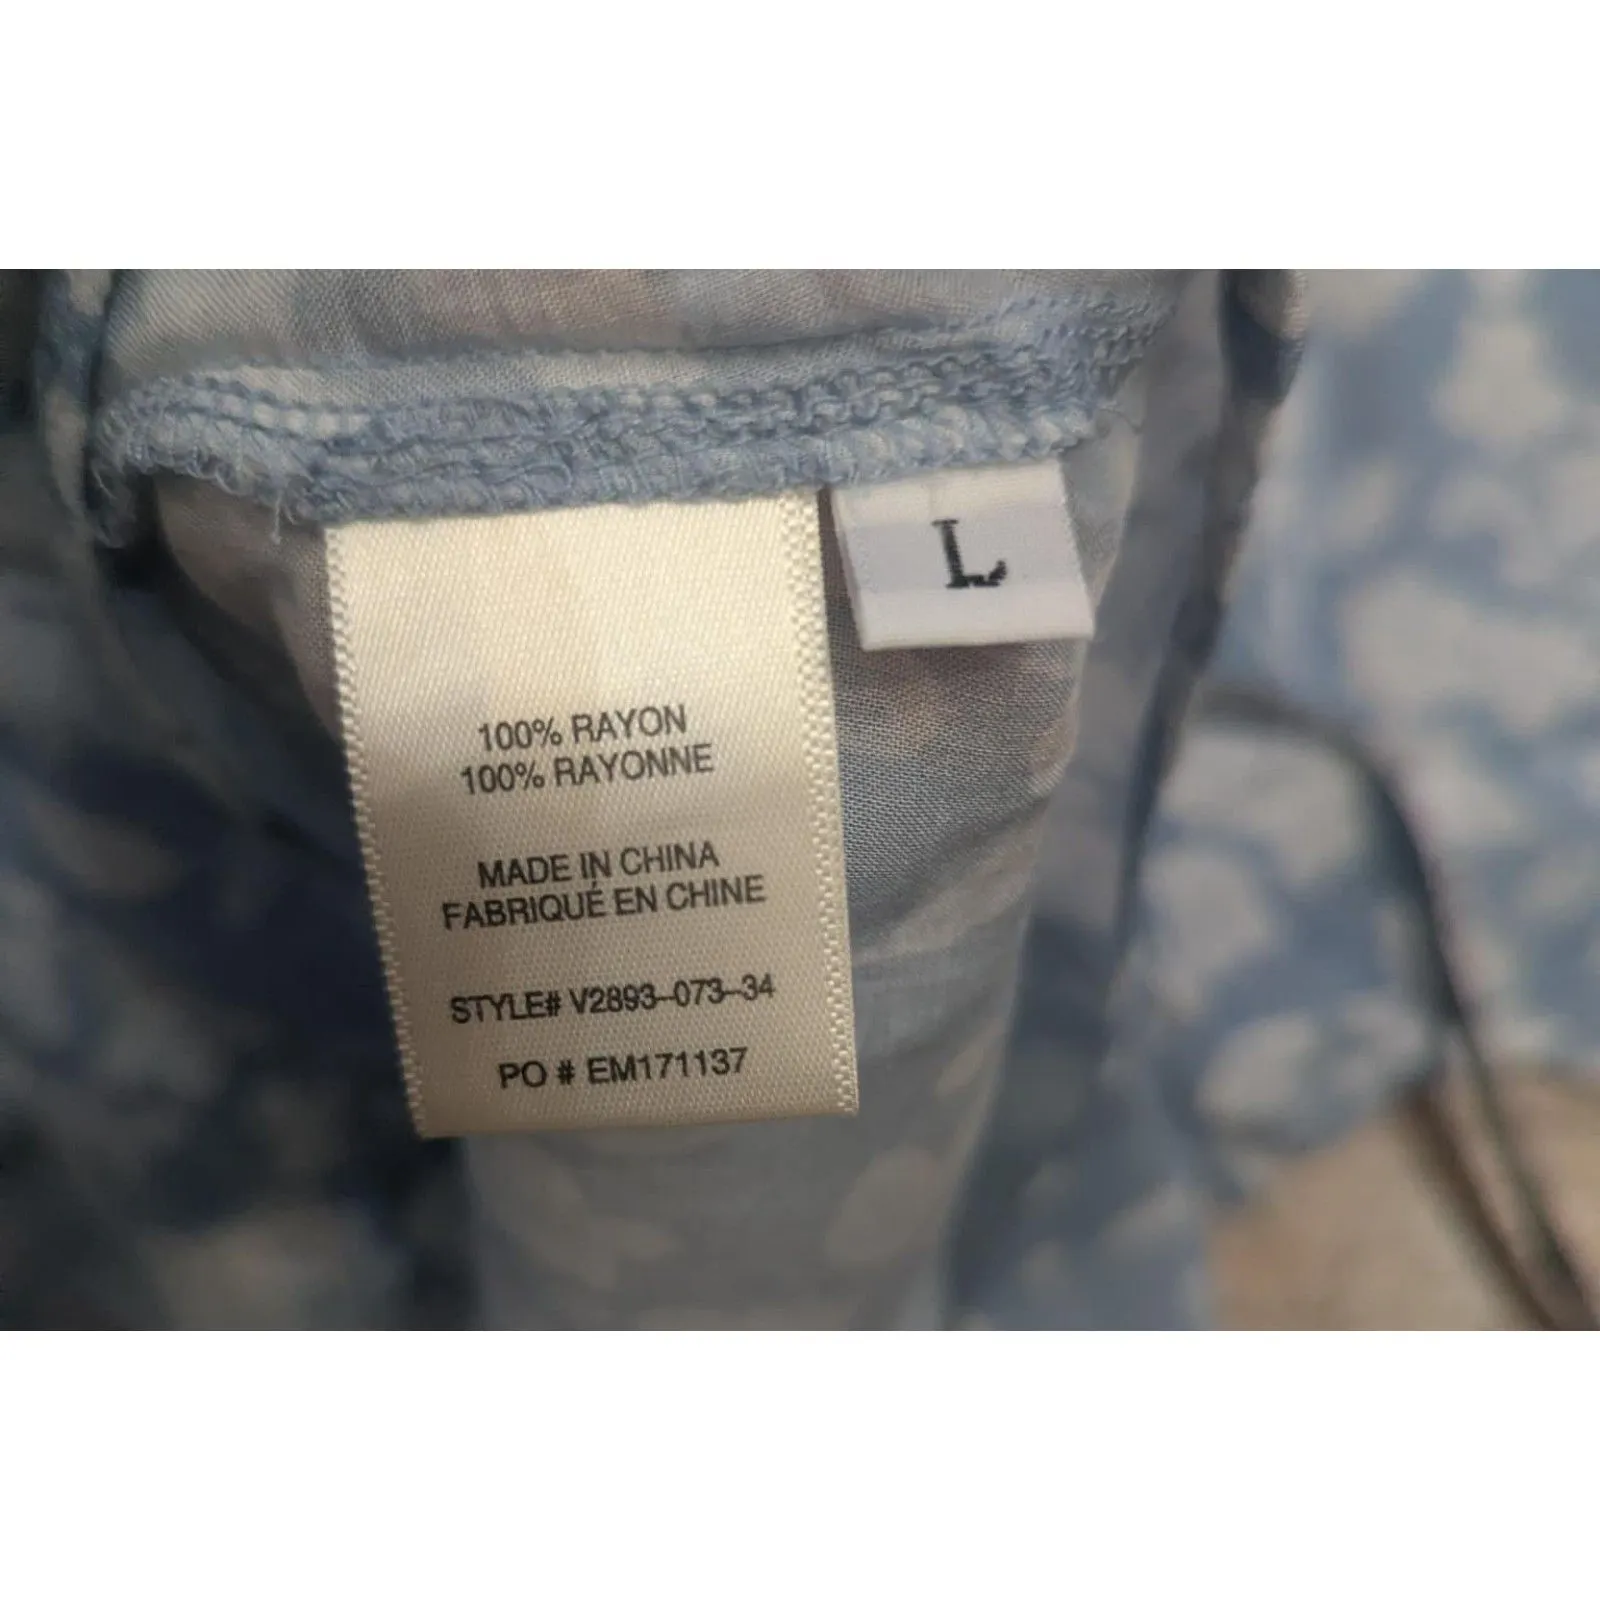 L
100% RAYON
100% RAYONNE
MADE IN CHINA
FABRIQUÉ EN CHINE
STYLE# V2893-073-34
PO # EM171137